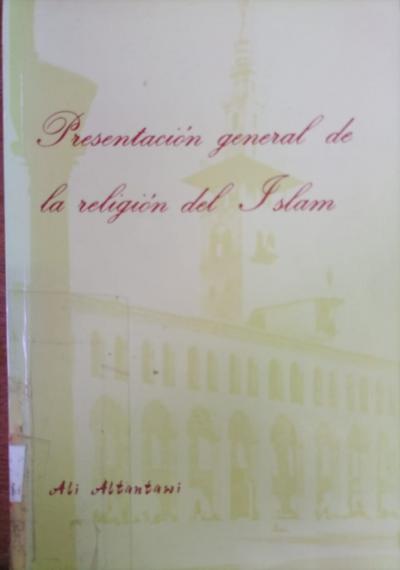 Presentación general de
la religión del Islam
Ali Altantawi